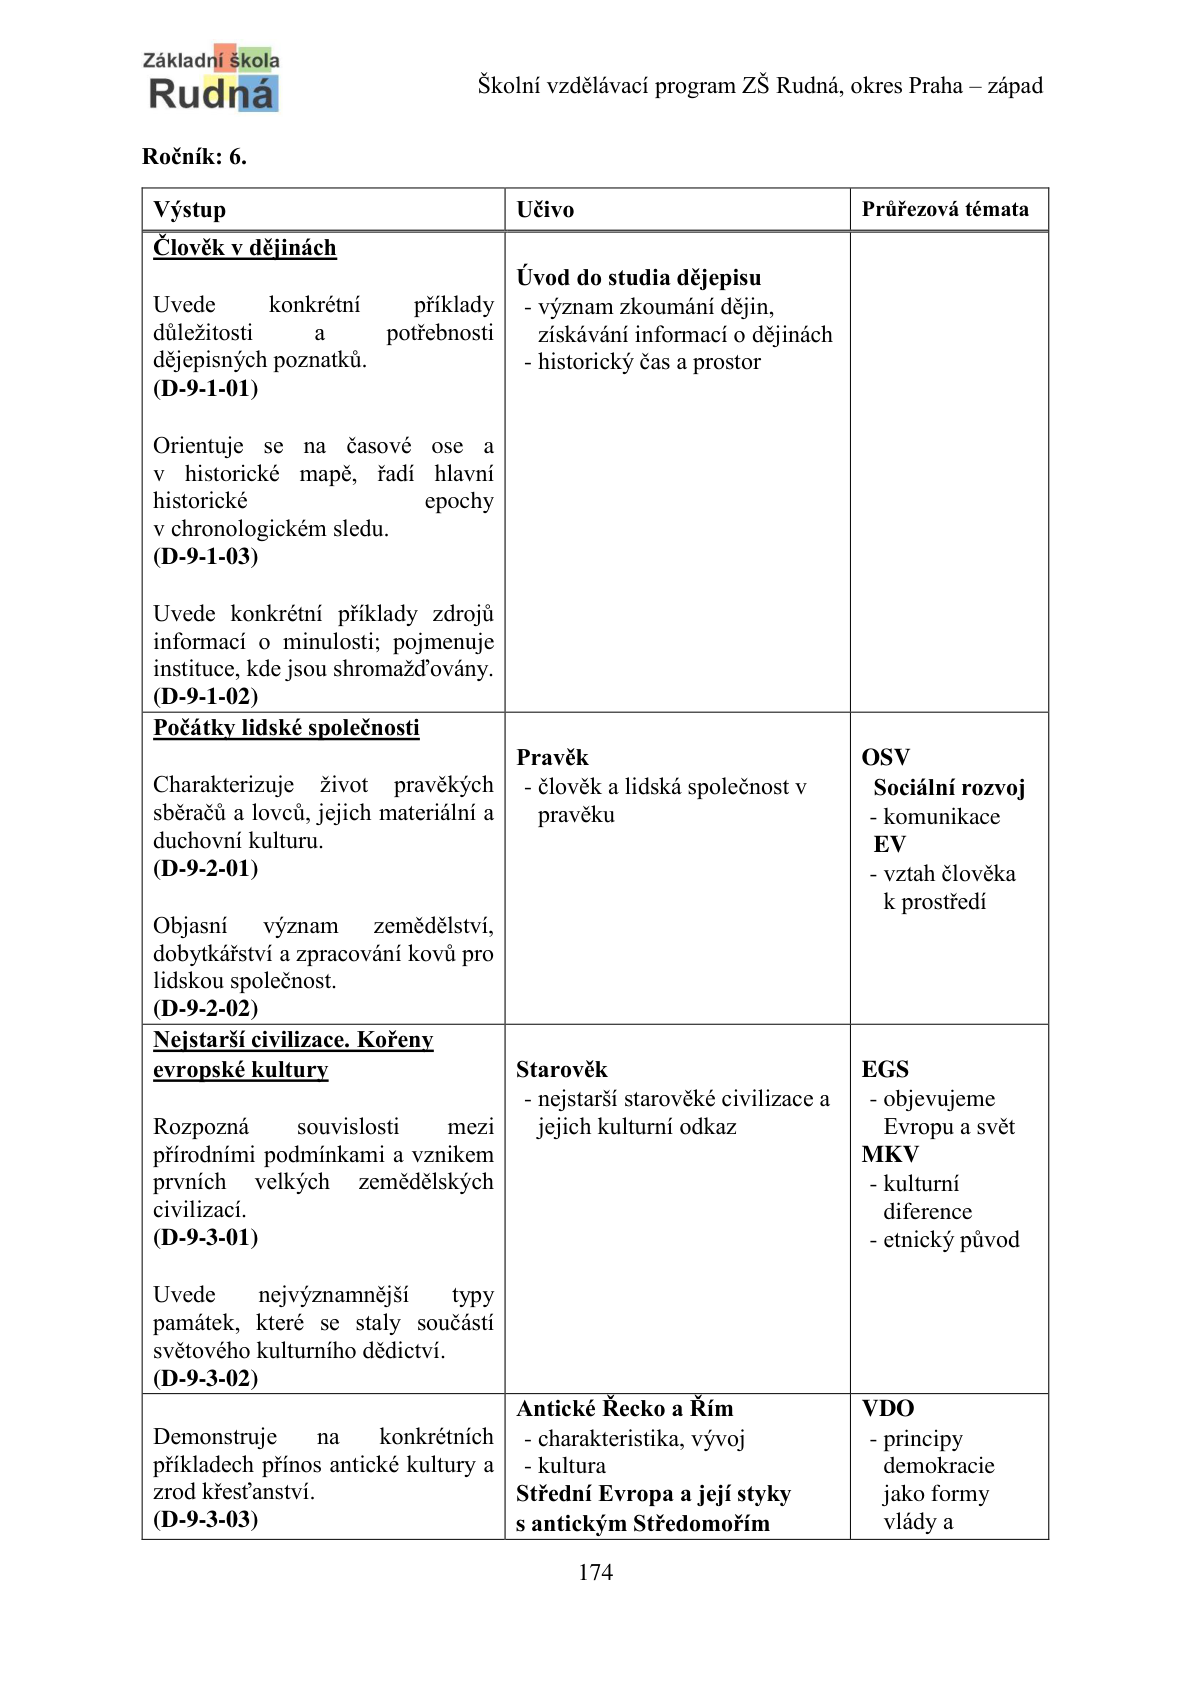 Základní škola
Rudná
Školní vzdělávací program ZŠ Rudná, okres Praha – západ
Ročník: 6.
Výstup
Učivo
Průřezová témata
Člověk v dějinách
Uvede konkrétní příklady
důležitosti a potřebnosti
dějepisných poznatků.
(D-9-1-01)
Orientuje se na časové ose a
v historické mapě, řadí hlavní
historické epochy
v chronologickém sledu.
(D-9-1-03)
Uvede konkrétní příklady zdrojů
informací o minulosti; pojmenuje
instituce, kde jsou shromažďovány.
(D-9-1-02)
Úvod do studia dějepisu
- význam zkoumání dějin,
získávání informací o dějinách
- historický čas a prostor
Počátky lidské společnosti
Charakterizuje život pravěkých
sběračů a lovců, jejich materiální a
duchovní kulturu.
(D-9-2-01)
Objasní význam zemědělství,
dobytkářství a zpracování kovů pro
lidskou společnost.
(D-9-2-02)
Pravěk
- člověk a lidská společnost v
pravěku
OSV
Sociální rozvoj
- komunikace
EV
- vztah člověka
k prostředí
Nejstarší civilizace. Kořeny
evropské kultury
Rozpozná souvislosti mezi
přírodními podmínkami a vznikem
prvních velkých zemědělských
civilizací.
(D-9-3-01)
Uvede nejvýznamnější typy
památek, které se staly součástí
světového kulturního dědictví.
(D-9-3-02)
Starověk
- nejstarší starověké civilizace a
jejich kulturní odkaz
EGS
- objevujeme
Evropu a svět
MKV
- kulturní
diference
- etnický původ
Demonstruje na konkrétních
příkladech přínos antické kultury a
zrod křesťanství.
(D-9-3-03)
Antické Řecko a Řím
- charakteristika, vývoj
- kultura
Střední Evropa a její styky
s antickým Středomořím
VDO
- principy
demokracie
jako formy
vlády a
174